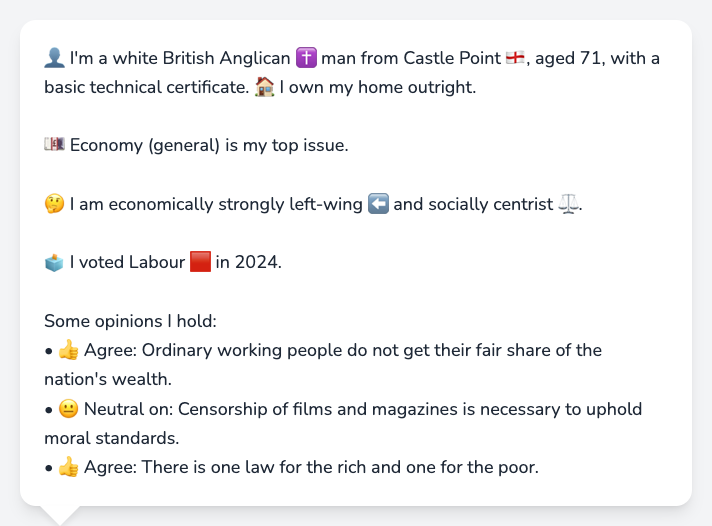 👤 I'm a white British Anglican ✝️ man from Castle Point 🏴󠁧󠁢󠁥󠁮󠁧󠁿, aged 71, with a
basic technical certificate. 🏠 I own my home outright.
💷 Economy (general) is my top issue.
🤔 I am economically strongly left-wing ⬅️ and socially centrist ⚖️.
🗳️ I voted Labour 🟥 in 2024.
Some opinions I hold:
• 👍 Agree: Ordinary working people do not get their fair share of the
nation's wealth.
• 😐 Neutral on: Censorship of films and magazines is necessary to uphold
moral standards.
• 👍 Agree: There is one law for the rich and one for the poor.